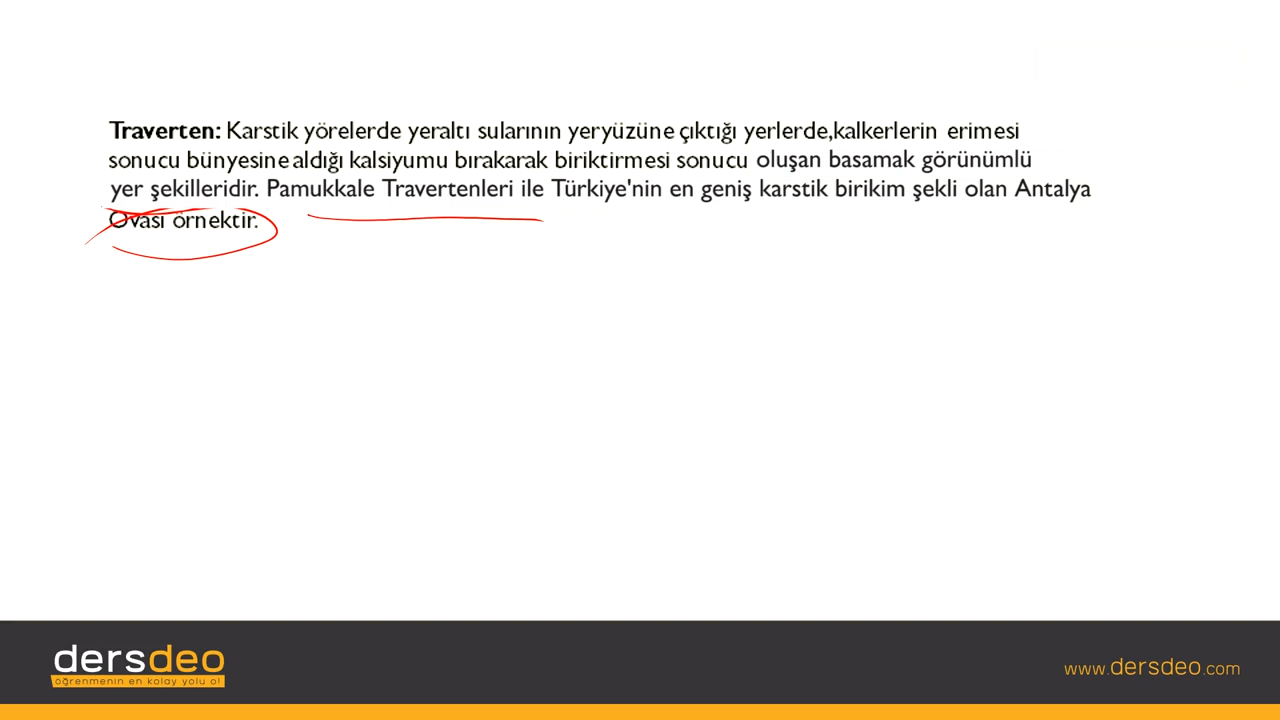 Traverten: Karstik yörelerde yeraltı sularının yeryüzüne çıktığı yerlerde,kalkerlerin erimesi
sonucu bünyesine aldığı kalsiyumu bırakarak biriktirmesi sonucu oluşan basamak görünümlü
yer şekilleridir. Pamukkale Travertenleri ile Türkiye'nin en geniş karstik birikim şekli olan Antalya
Ovası örnektir.
dersdeo
öğrenmenin en kolay yolu o!
www.dersdeo.com